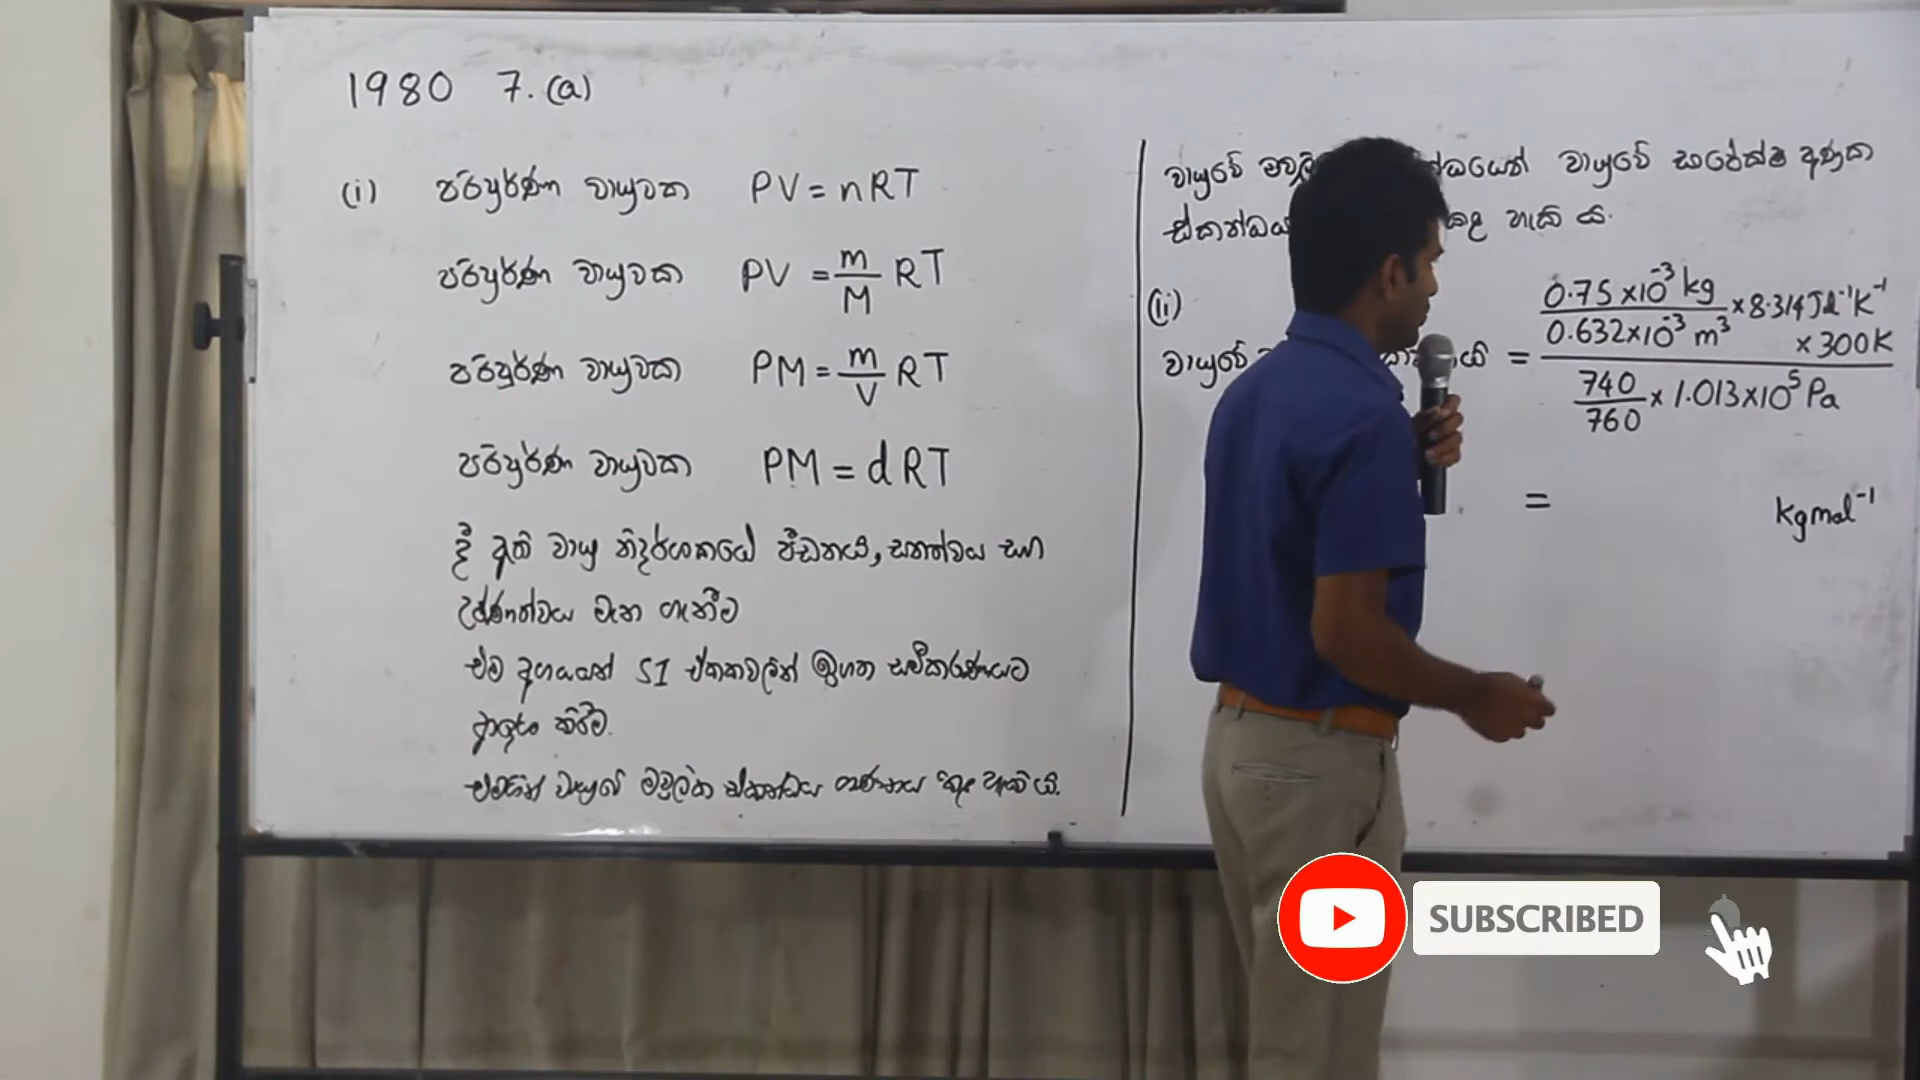 1980 7. (a)
(i) පරිපූර්ණ වායුවක PV = nRT
පරිපූර්ණ වායුවක PV = m/M RT
පරිපූර්ණ වායුවක PM = m/V RT
පරිපූර්ණ වායුවක PM = dRT
දී ඇති වායු නිදර්ශකයේ පීඩනය, ඝනත්වය හා
උෂ්ණත්වය මැන ගැනීම
එම අගයයන් SI ඒකකවලින් ඉහත සමීකරණයට
ආදේශ කිරීම.
එමගින් වායුවේ මවුලික ස්කන්ධය ගණනය කළ හැකි ය.
වායුවේ වායුවේ සාපේක්ෂ අණුක
හැකි ය.
(ii)
වායුවේ = (0.75×10⁻³ kg / 0.632×10⁻³ m³ × 8.314 J mol⁻¹ K⁻¹ × 300 K) / (740/760 × 1.013×10⁵ Pa)
= kg mol⁻¹
SUBSCRIBED